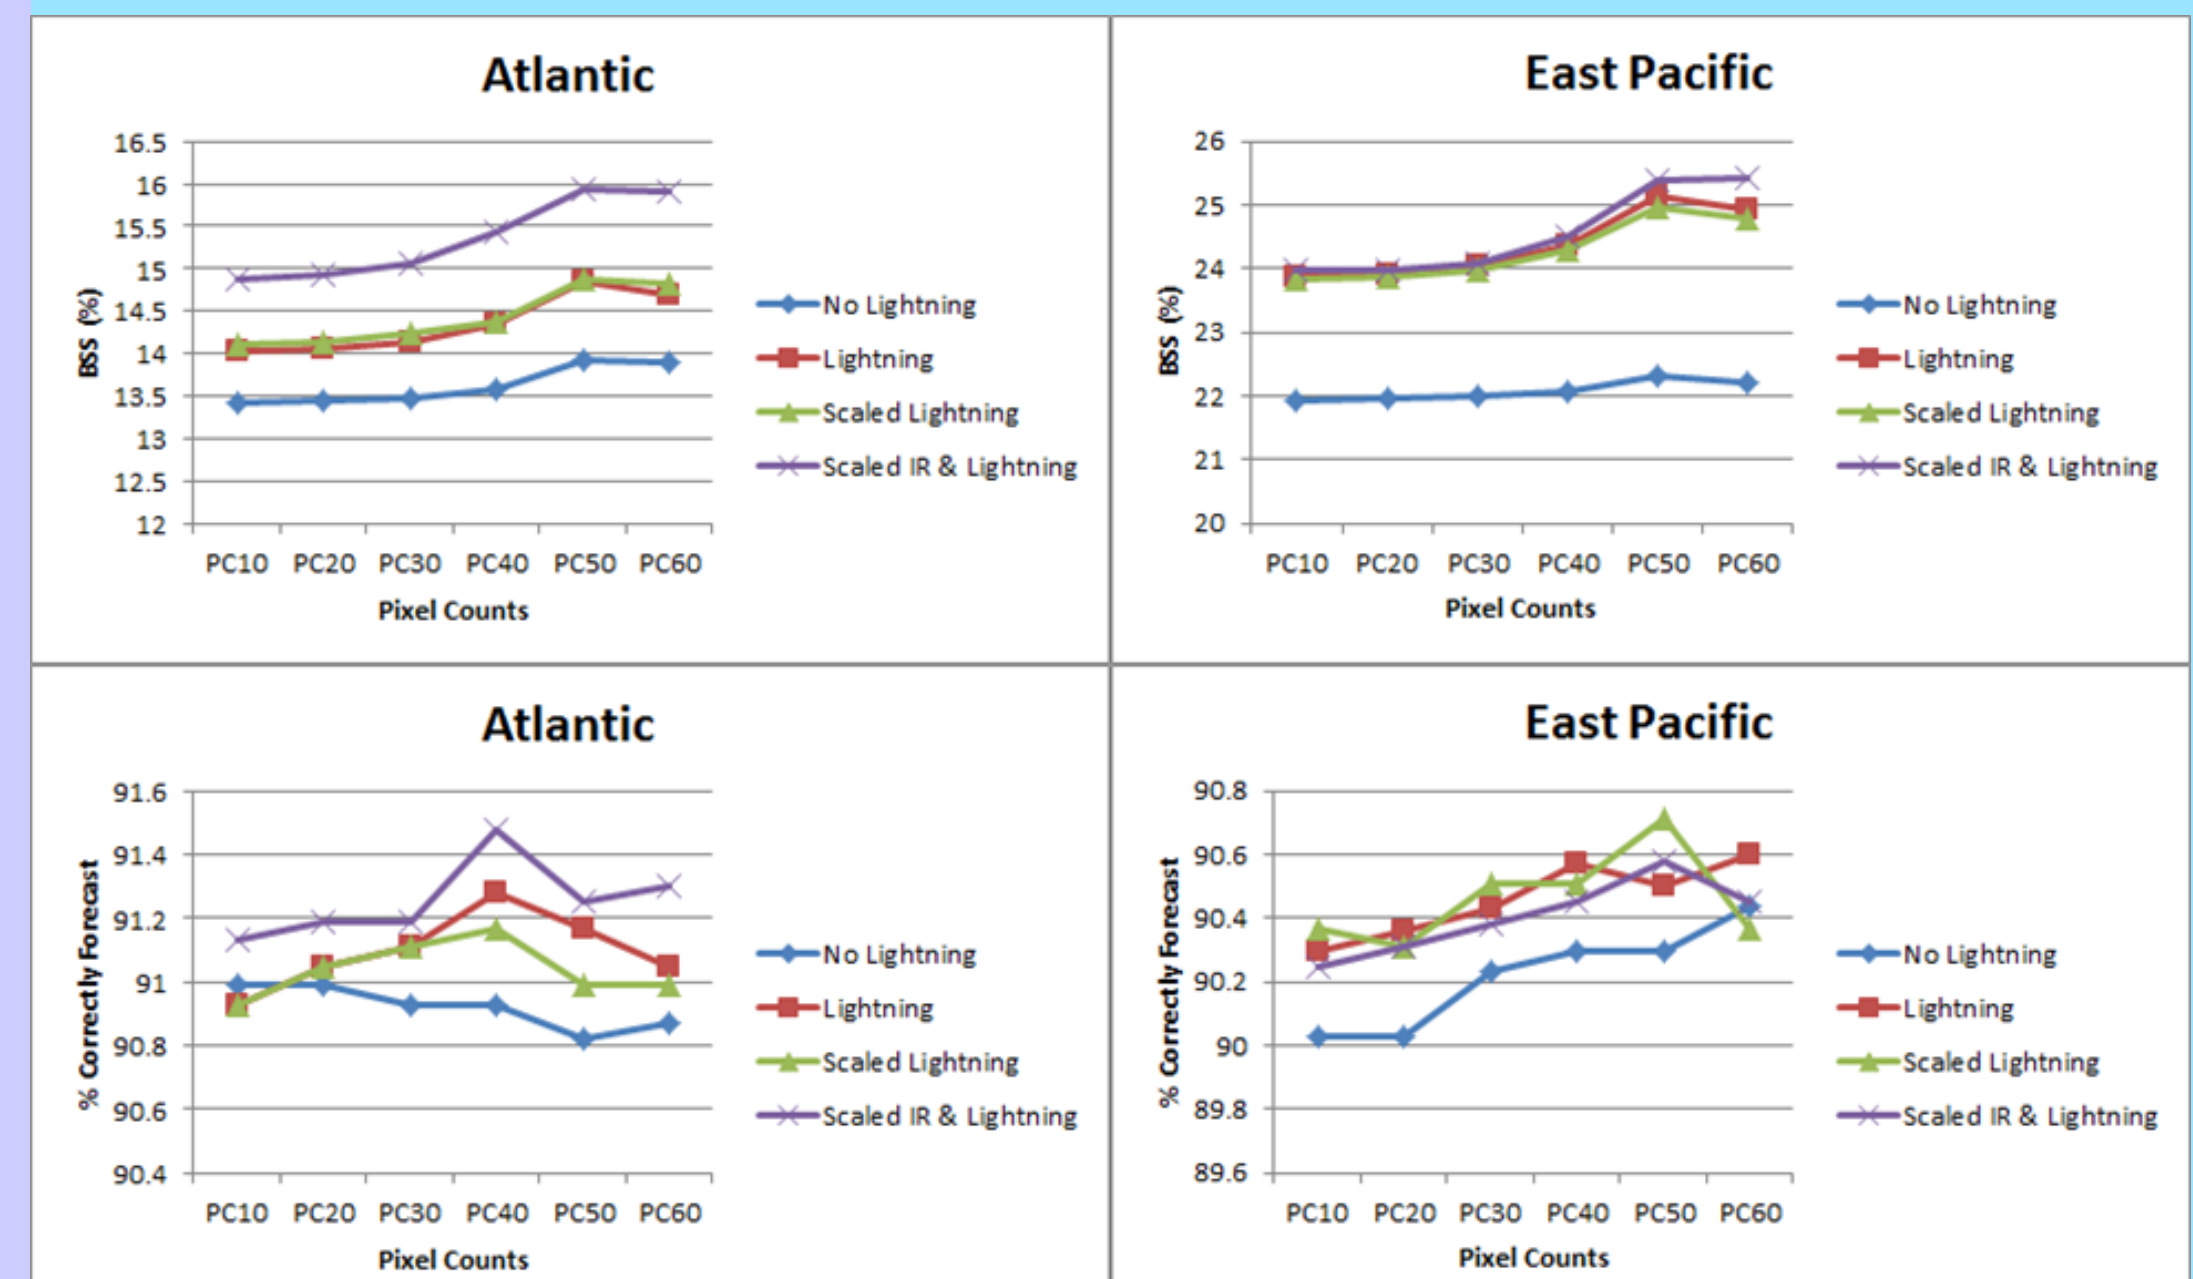 Atlantic
16.5
16
15.5
15
14.5
14
13.5
13
12.5
12
BSS (%)
PC10 PC20 PC30 PC40 PC50 PC60
Pixel Counts
No Lightning
Lightning
Scaled Lightning
Scaled IR & Lightning
East Pacific
26
25
24
23
22
21
20
BSS (%)
PC10 PC20 PC30 PC40 PC50 PC60
Pixel Counts
No Lightning
Lightning
Scaled Lightning
Scaled IR & Lightning
Atlantic
91.6
91.4
91.2
91
90.8
90.6
90.4
% Correctly Forecast
PC10 PC20 PC30 PC40 PC50 PC60
Pixel Counts
No Lightning
Lightning
Scaled Lightning
Scaled IR & Lightning
East Pacific
90.8
90.6
90.4
90.2
90
89.8
89.6
% Correctly Forecast
PC10 PC20 PC30 PC40 PC50 PC60
Pixel Counts
No Lightning
Lightning
Scaled Lightning
Scaled IR & Lightning